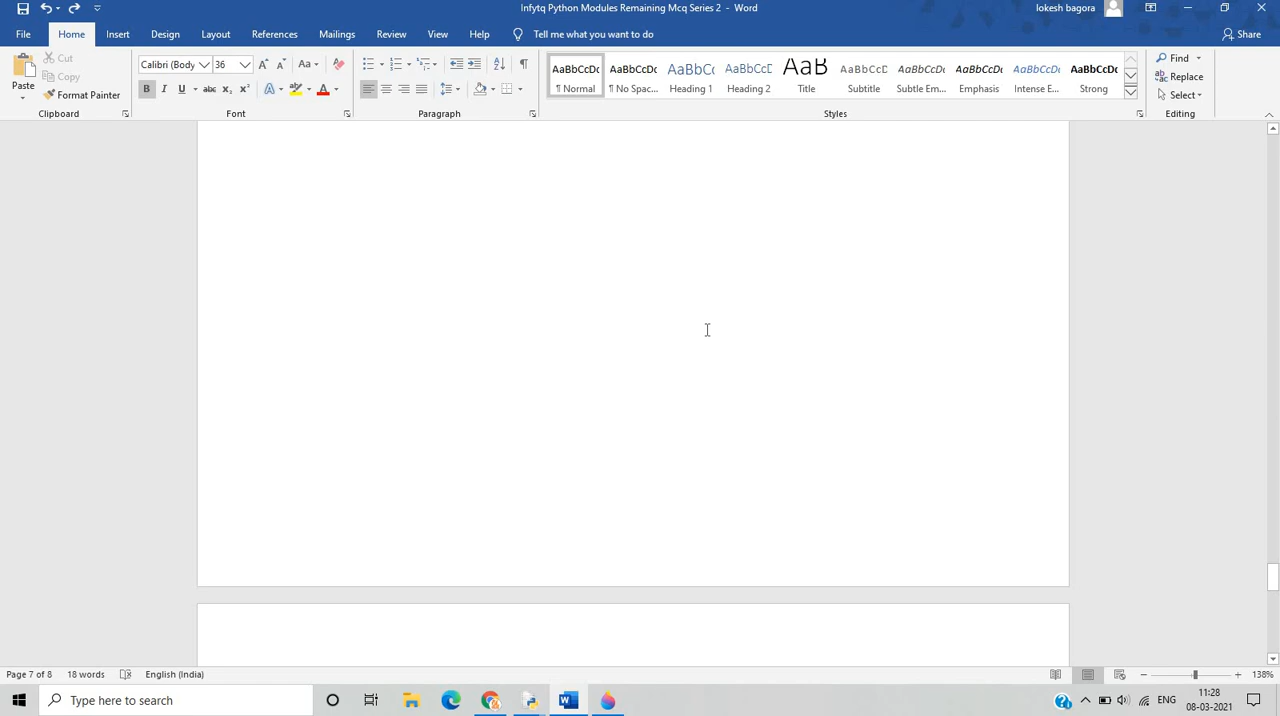 Infytq Python Modules Remaining Mcq Series 2 - Word
lokesh bagora
File Home Insert Design Layout References Mailings Review View Help Tell me what you want to do Share
Paste
Cut
Copy
Format Painter
Clipboard
Calibri (Body 36
Font
Paragraph
AaBbCcDc AaBbCcDc AaBbCc AaBbCcD AaB AaBbCcD AaBbCcDc AaBbCcDc AaBbCcDc AaBbCcDc
¶ Normal ¶ No Spac... Heading 1 Heading 2 Title Subtitle Subtle Em... Emphasis Intense E... Strong
Styles
Find
Replace
Select
Editing
Page 7 of 8 18 words English (India) 138%
Type here to search
ENG
11:28
08-03-2021